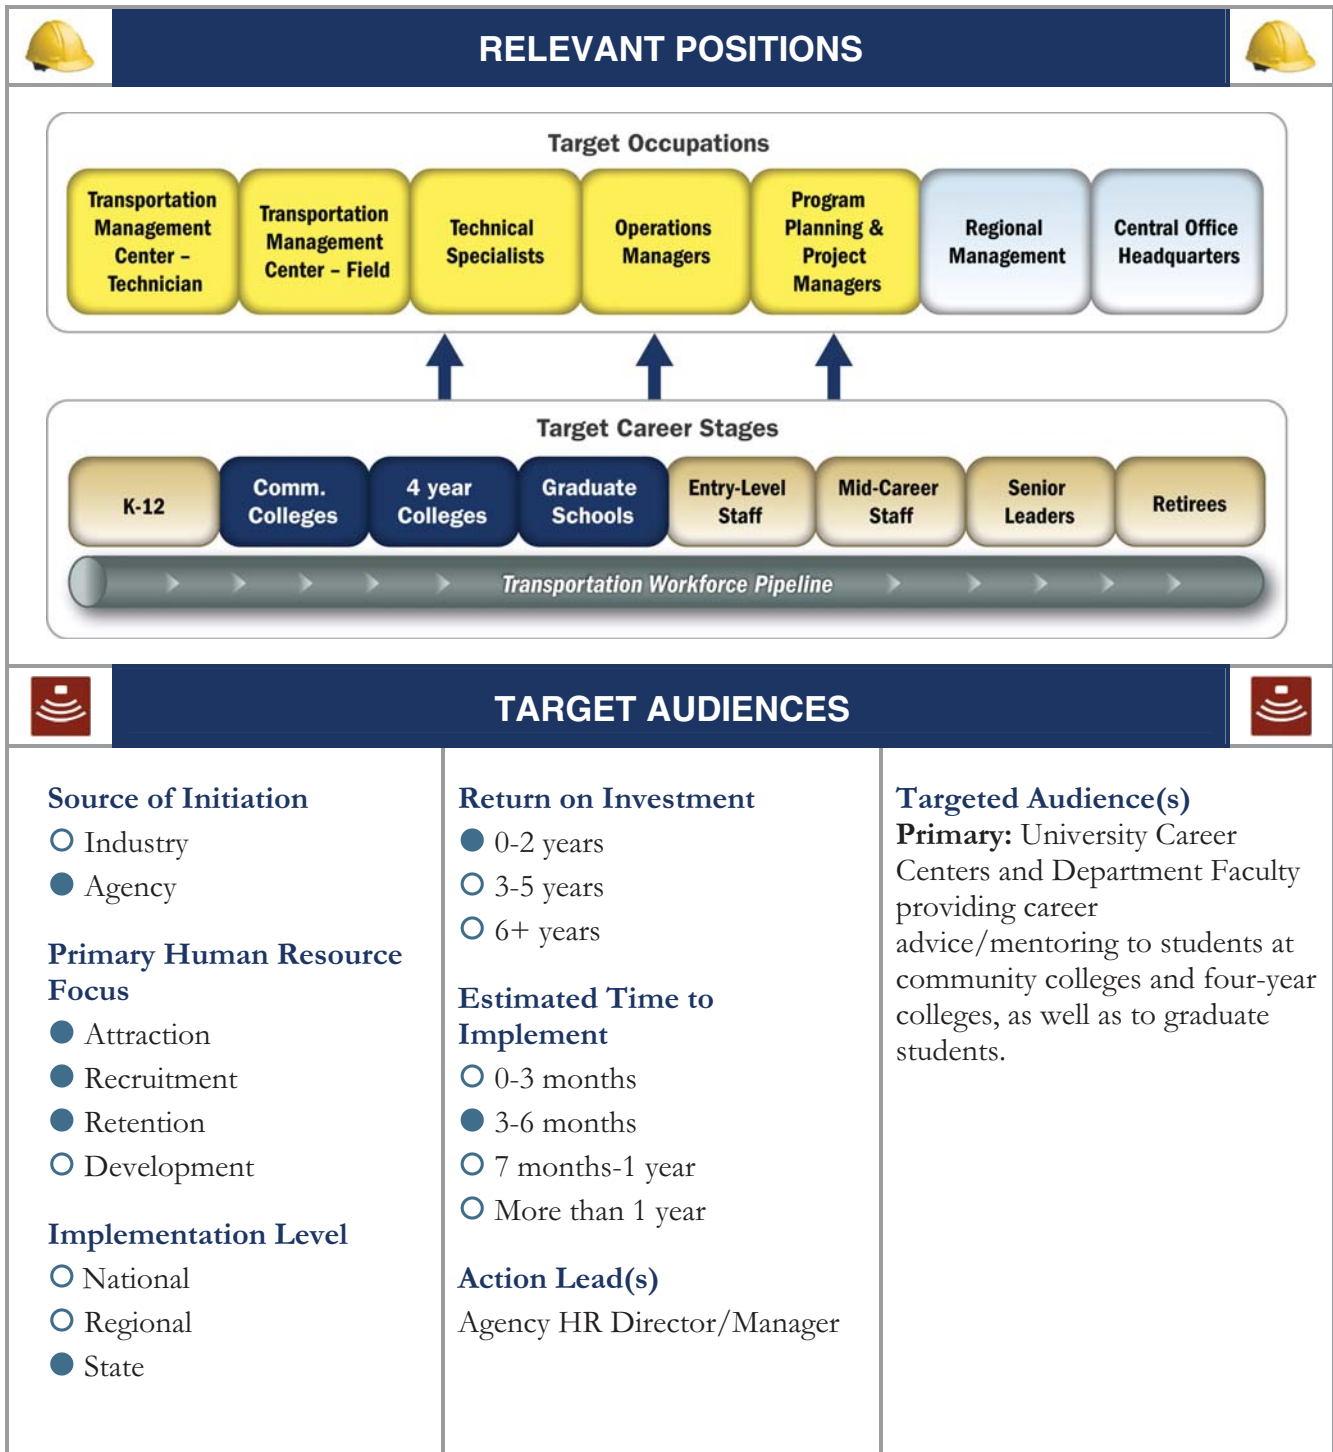 RELEVANT POSITIONS
Target Occupations
Transportation
Management
Center –
Technician
Transportation
Management
Center – Field
Technical
Specialists
Operations
Managers
Program
Planning &
Project
Managers
Regional
Management
Central Office
Headquarters
Target Career Stages
K-12
Comm.
Colleges
4 year
Colleges
Graduate
Schools
Entry-Level
Staff
Mid-Career
Staff
Senior
Leaders
Retirees
Transportation Workforce Pipeline
TARGET AUDIENCES
Source of Initiation
Industry
Agency
Primary Human Resource
Focus
Attraction
Recruitment
Retention
Development
Implementation Level
National
Regional
State
Return on Investment
0-2 years
3-5 years
6+ years
Estimated Time to
Implement
0-3 months
3-6 months
7 months-1 year
More than 1 year
Action Lead(s)
Agency HR Director/Manager
Targeted Audience(s)
Primary: University Career
Centers and Department Faculty
providing career
advice/mentoring to students at
community colleges and four-year
colleges, as well as to graduate
students.